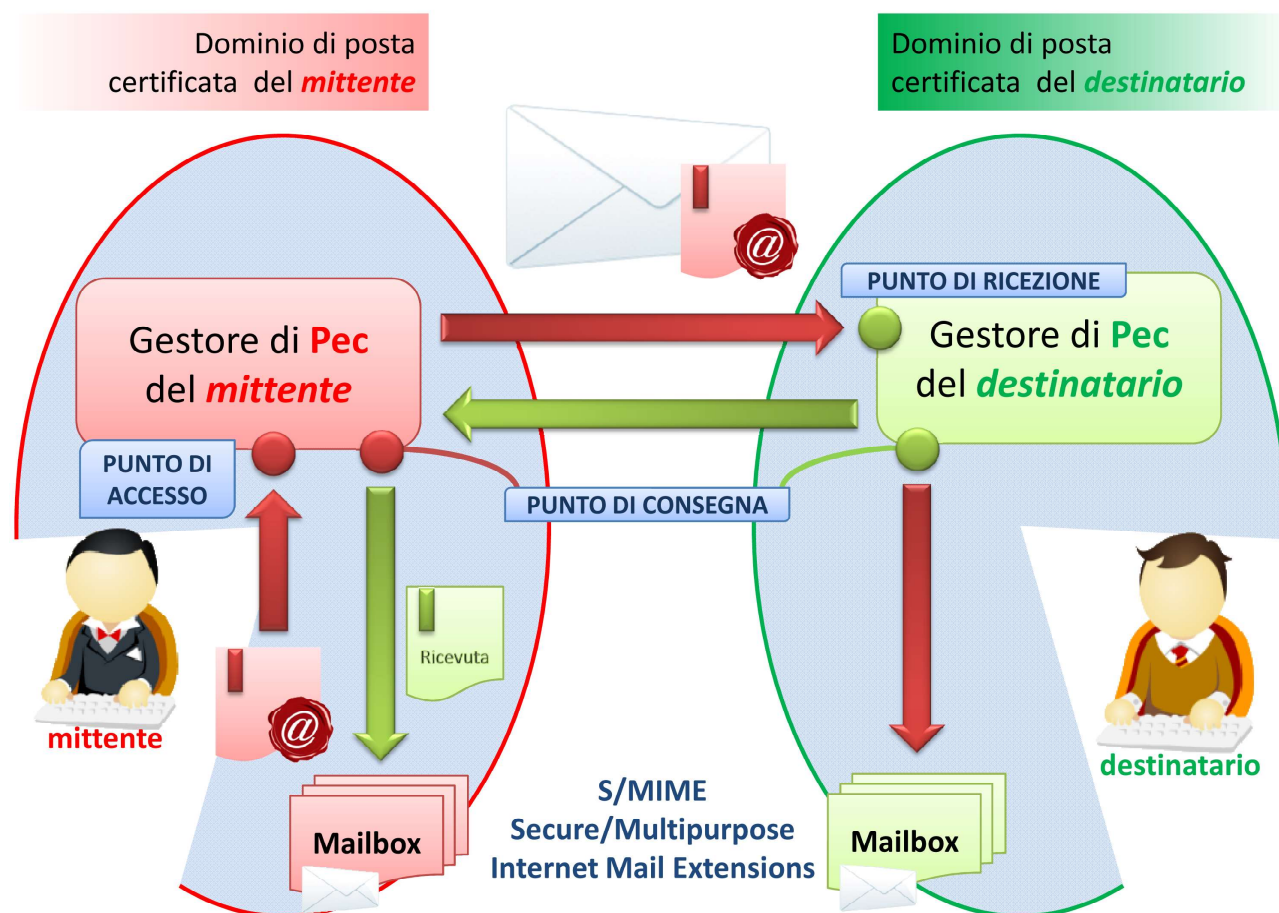 Dominio di posta
certificata del mittente
Dominio di posta
certificata del destinatario
@
PUNTO DI RICEZIONE
Gestore di Pec
del mittente
Gestore di Pec
del destinatario
PUNTO DI
ACCESSO
PUNTO DI CONSEGNA
Ricevuta
@
mittente
destinatario
S/MIME
Secure/Multipurpose
Internet Mail Extensions
Mailbox
Mailbox